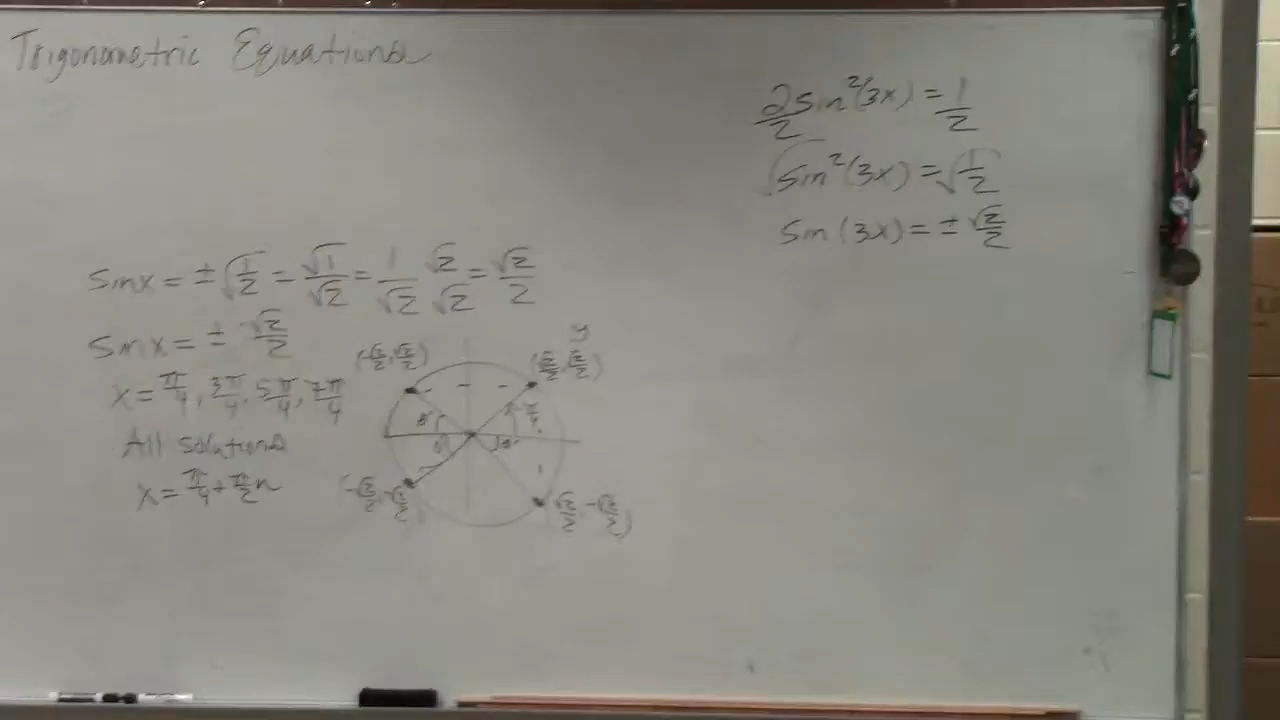 Trigonometric Equations
2sin²(3x) = 1
2 2
√sin²(3x) = √1/2
sin(3x) = ± √2/2
sinx = ± √1/2 = √1/√2 = 1/√2 √2/√2 = √2/2
sinx = ± √2/2
x = π/4, 3π/4, 5π/4, 7π/4
All solutions
x = π/4 + π/2 n
y
(-√2/2, √2/2)
(√2/2, √2/2)
(-√2/2, -√2/2)
(√2/2, -√2/2)